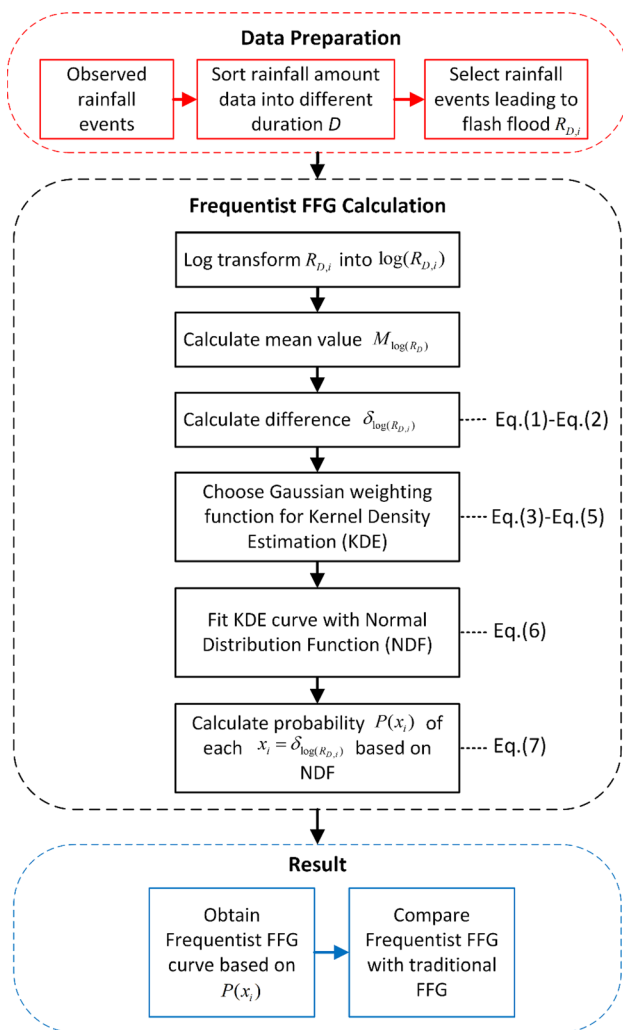 Data Preparation
Observed
rainfall
events
Sort rainfall amount
data into different
duration D
Select rainfall
events leading to
flash flood R_{D,i}
Frequentist FFG Calculation
Log transform R_{D,i} into log(R_{D,i})
Calculate mean value M_{log(R_D)}
Calculate difference δ_{log(R_{D,i})}
Eq.(1)-Eq.(2)
Choose Gaussian weighting
function for Kernel Density
Estimation (KDE)
Eq.(3)-Eq.(5)
Fit KDE curve with Normal
Distribution Function (NDF)
Eq.(6)
Calculate probability P(x_i) of
each x_i = δ_{log(R_{D,i})} based on
NDF
Eq.(7)
Result
Obtain
Frequentist FFG
curve based on
P(x_i)
Compare
Frequentist FFG
with traditional
FFG